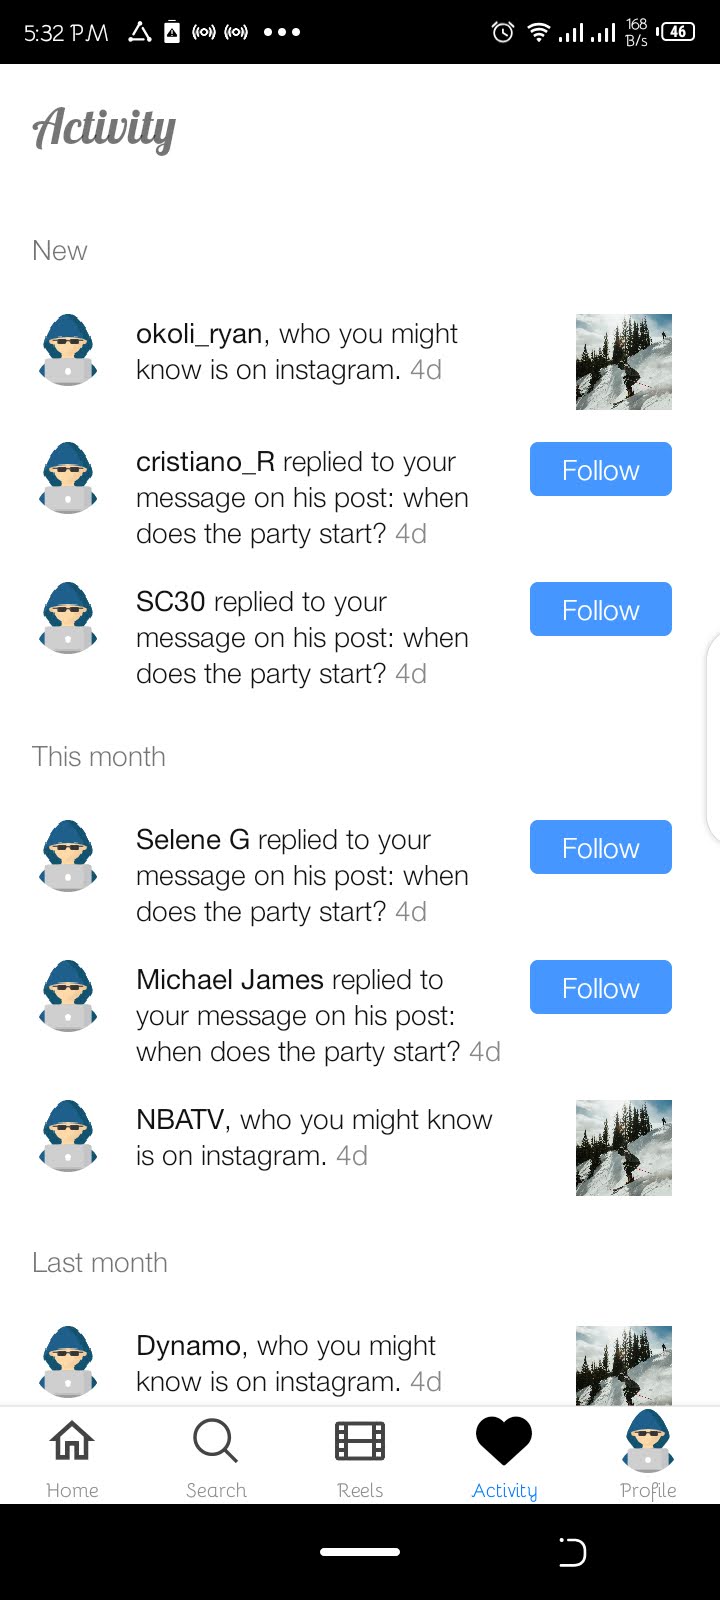 5:32 PM
168
B/s
46
Activity
New
okoli_ryan, who you might
know is on instagram. 4d
cristiano_R replied to your
message on his post: when
does the party start? 4d
Follow
SC30 replied to your
message on his post: when
does the party start? 4d
Follow
This month
Selene G replied to your
message on his post: when
does the party start? 4d
Follow
Michael James replied to
your message on his post:
when does the party start? 4d
Follow
NBATV, who you might know
is on instagram. 4d
Last month
Dynamo, who you might
know is on instagram. 4d
Home
Search
Reels
Activity
Profile